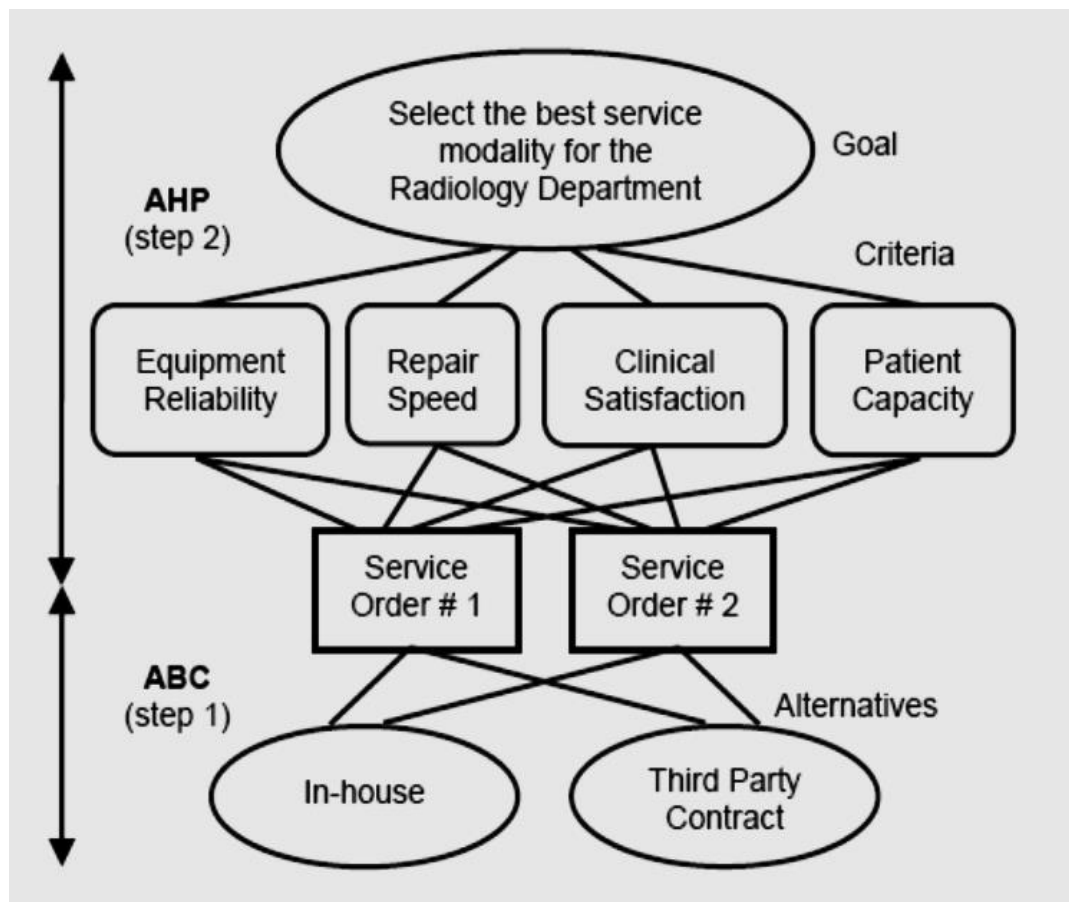 Select the best service
modality for the
Radiology Department
Goal
AHP
(step 2)
Criteria
Equipment
Reliability
Repair
Speed
Clinical
Satisfaction
Patient
Capacity
Service
Order # 1
Service
Order # 2
ABC
(step 1)
Alternatives
In-house
Third Party
Contract